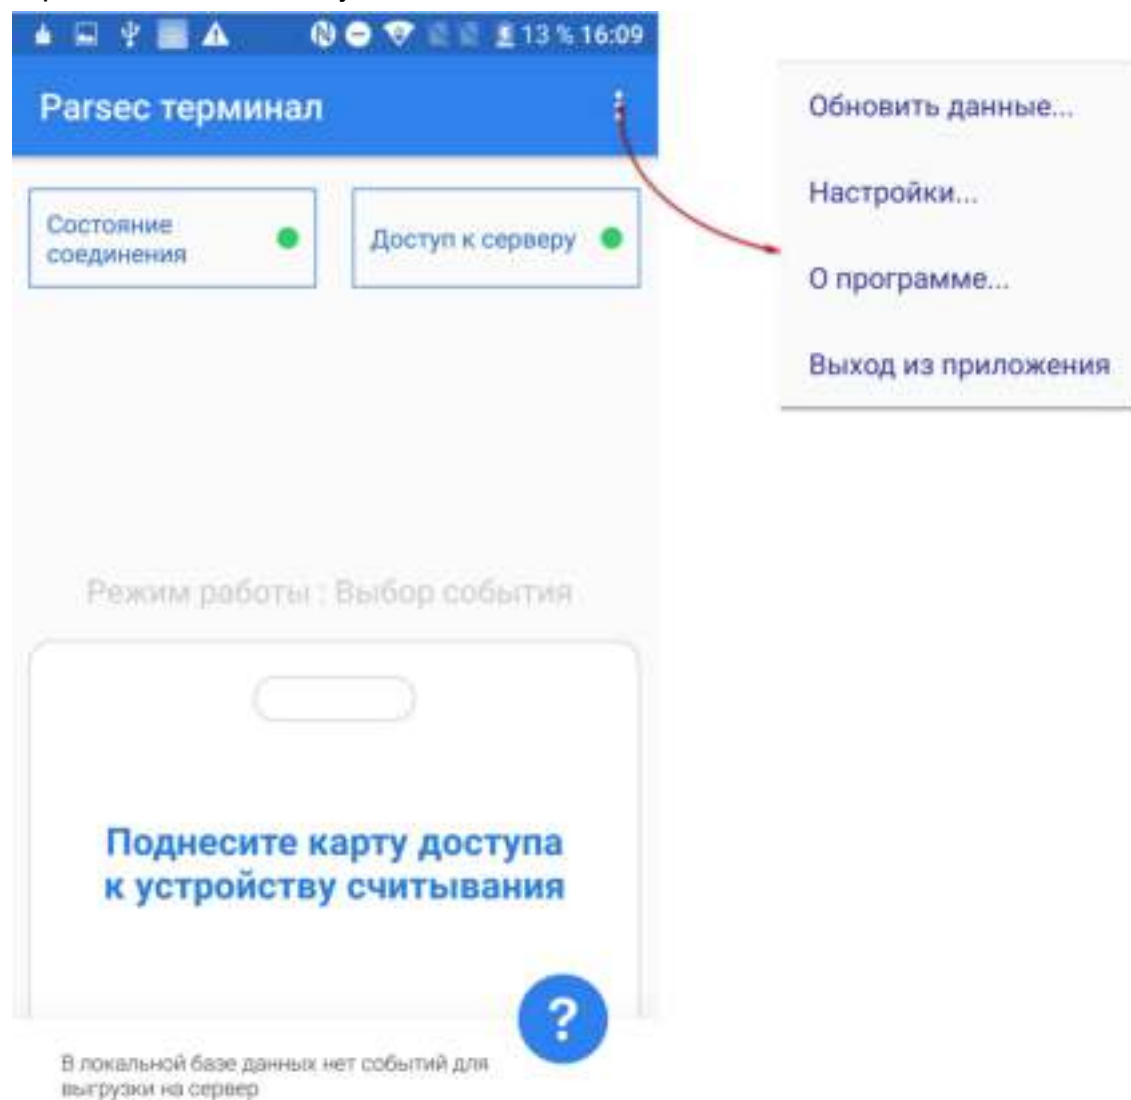 13 % 16:09
Parsec терминал
Состояние
соединения
Доступ к серверу
Обновить данные...
Настройки...
О программе...
Выход из приложения
Режим работы : Выбор события
Поднесите карту доступа
к устройству считывания
?
В локальной базе данных нет событий для
выгрузки на сервер